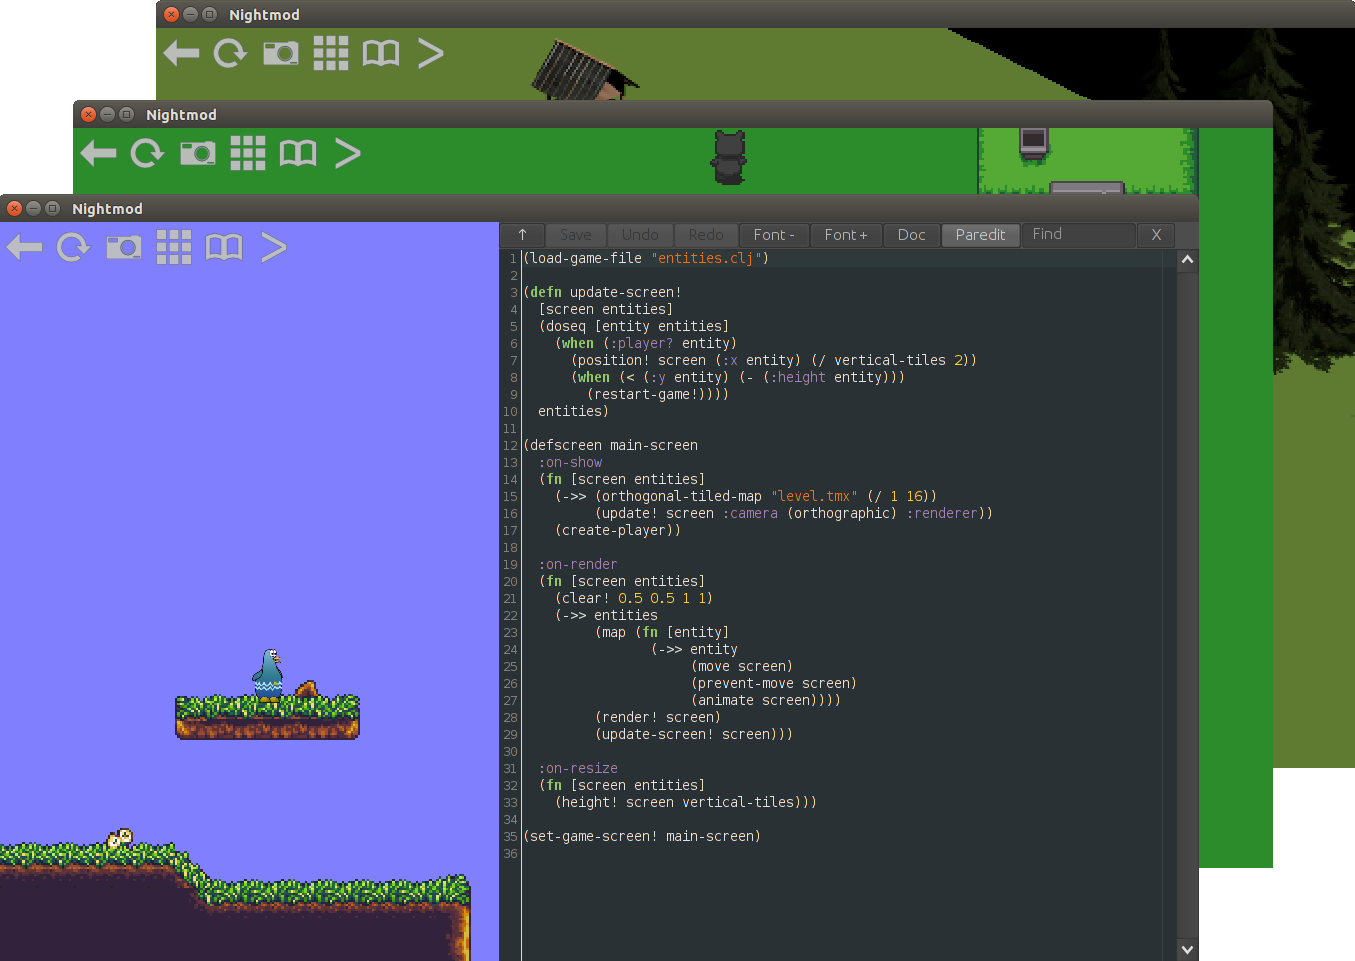 Nightmod
Nightmod
Nightmod
↑ Save Undo Redo Font - Font + Doc Paredit Find X
1 (load-game-file "entities.clj")
2
3 (defn update-screen!
4   [screen entities]
5   (doseq [entity entities]
6     (when (:player? entity)
7       (position! screen (:x entity) (/ vertical-tiles 2))
8       (when (< (:y entity) (- (:height entity)))
9         (restart-game!))))
10   entities)
11
12 (defscreen main-screen
13   :on-show
14   (fn [screen entities]
15     (->> (orthogonal-tiled-map "level.tmx" (/ 1 16))
16          (update! screen :camera (orthographic) :renderer))
17     (create-player))
18
19   :on-render
20   (fn [screen entities]
21     (clear! 0.5 0.5 1 1)
22     (->> entities
23          (map (fn [entity]
24                 (->> entity
25                      (move screen)
26                      (prevent-move screen)
27                      (animate screen))))
28          (render! screen)
29          (update-screen! screen)))
30
31   :on-resize
32   (fn [screen entities]
33     (height! screen vertical-tiles)))
34
35 (set-game-screen! main-screen)
36